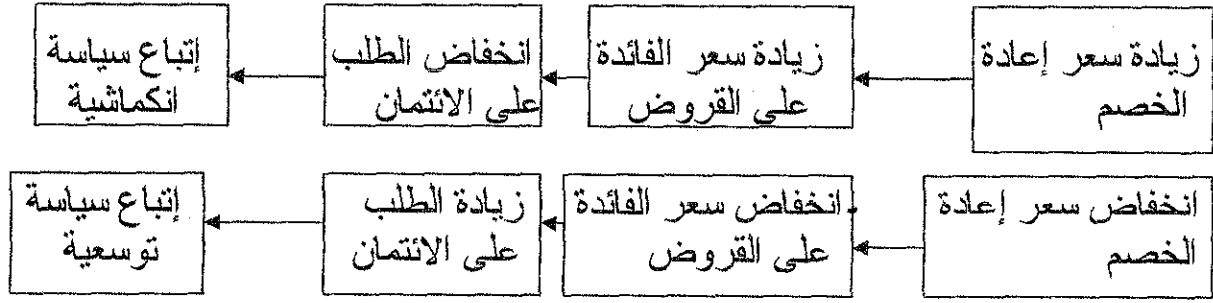 زيادة سعر إعادة
الخصم
زيادة سعر الفائدة
على القروض
انخفاض الطلب
على الائتمان
إتباع سياسة
انكماشية
انخفاض سعر إعادة
الخصم
انخفاض سعر الفائدة
على القروض
زيادة الطلب
على الائتمان
إتباع سياسة
توسعية